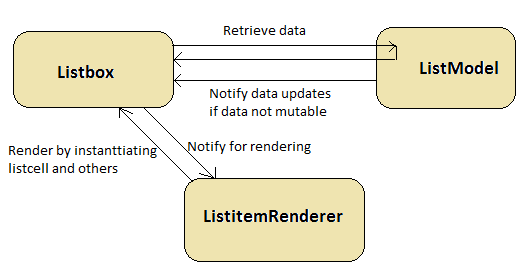 Retrieve data
Listbox
ListModel
Notify data updates
if data not mutable
Render by instanttiating
listcell and others
Notify for rendering
ListitemRenderer